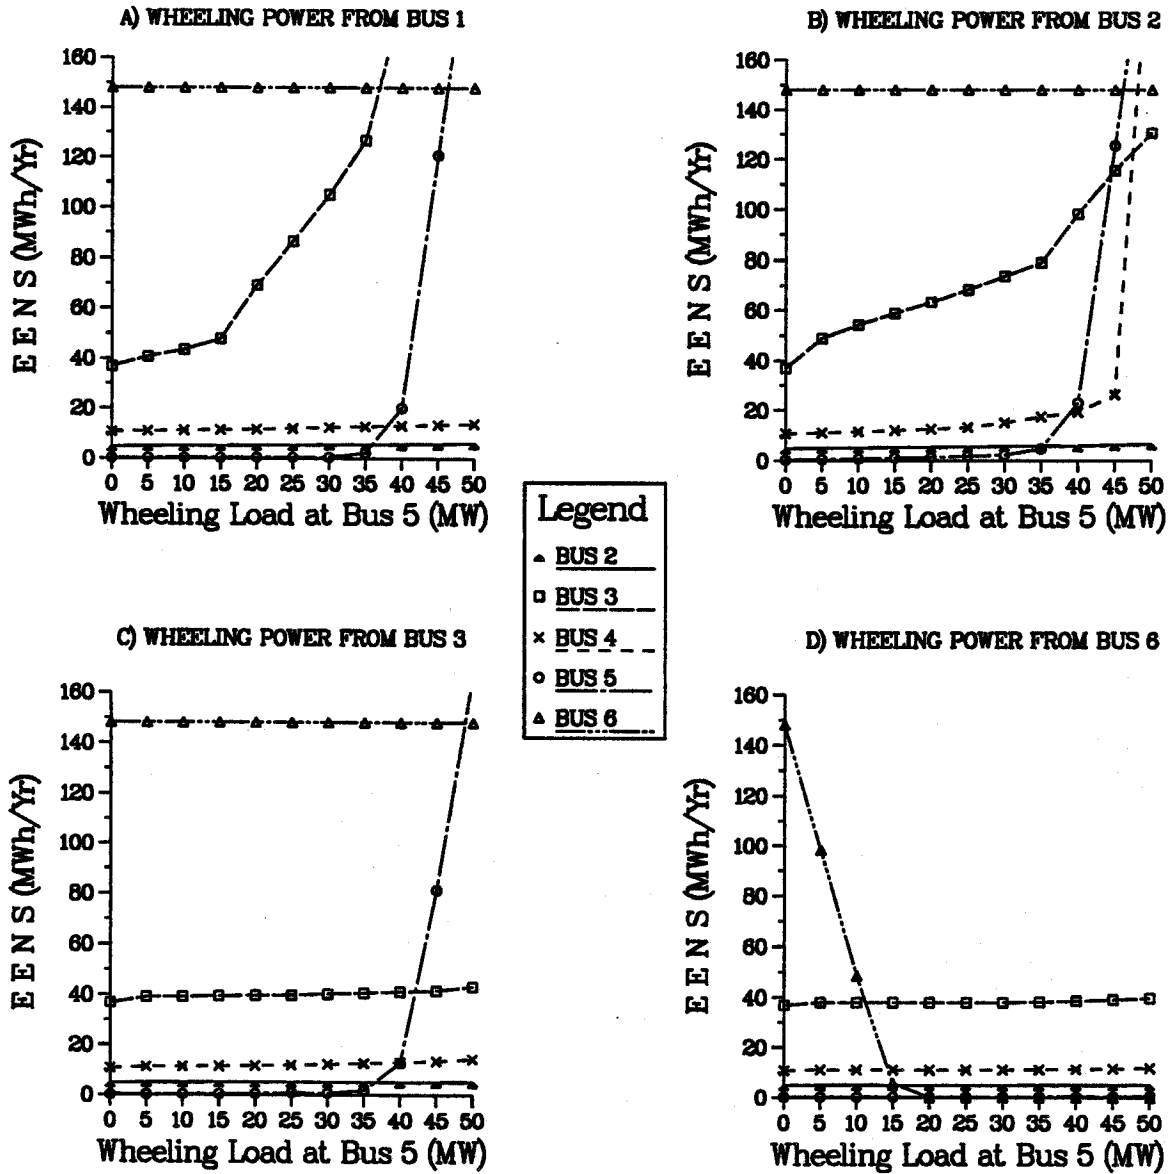 A) WHEELING POWER FROM BUS 1
160
140
120
100
80
60
40
20
0
E E N S (MWh/Yr)
0 5 10 15 20 25 30 35 40 45 50
Wheeling Load at Bus 5 (MW)
B) WHEELING POWER FROM BUS 2
160
140
120
100
80
60
40
20
0
E E N S (MWh/Yr)
0 5 10 15 20 25 30 35 40 45 50
Wheeling Load at Bus 5 (MW)
Legend
BUS 2
BUS 3
BUS 4
BUS 5
BUS 6
C) WHEELING POWER FROM BUS 3
160
140
120
100
80
60
40
20
0
E E N S (MWh/Yr)
0 5 10 15 20 25 30 35 40 45 50
Wheeling Load at Bus 5 (MW)
D) WHEELING POWER FROM BUS 6
160
140
120
100
80
60
40
20
0
E E N S (MWh/Yr)
0 5 10 15 20 25 30 35 40 45 50
Wheeling Load at Bus 5 (MW)